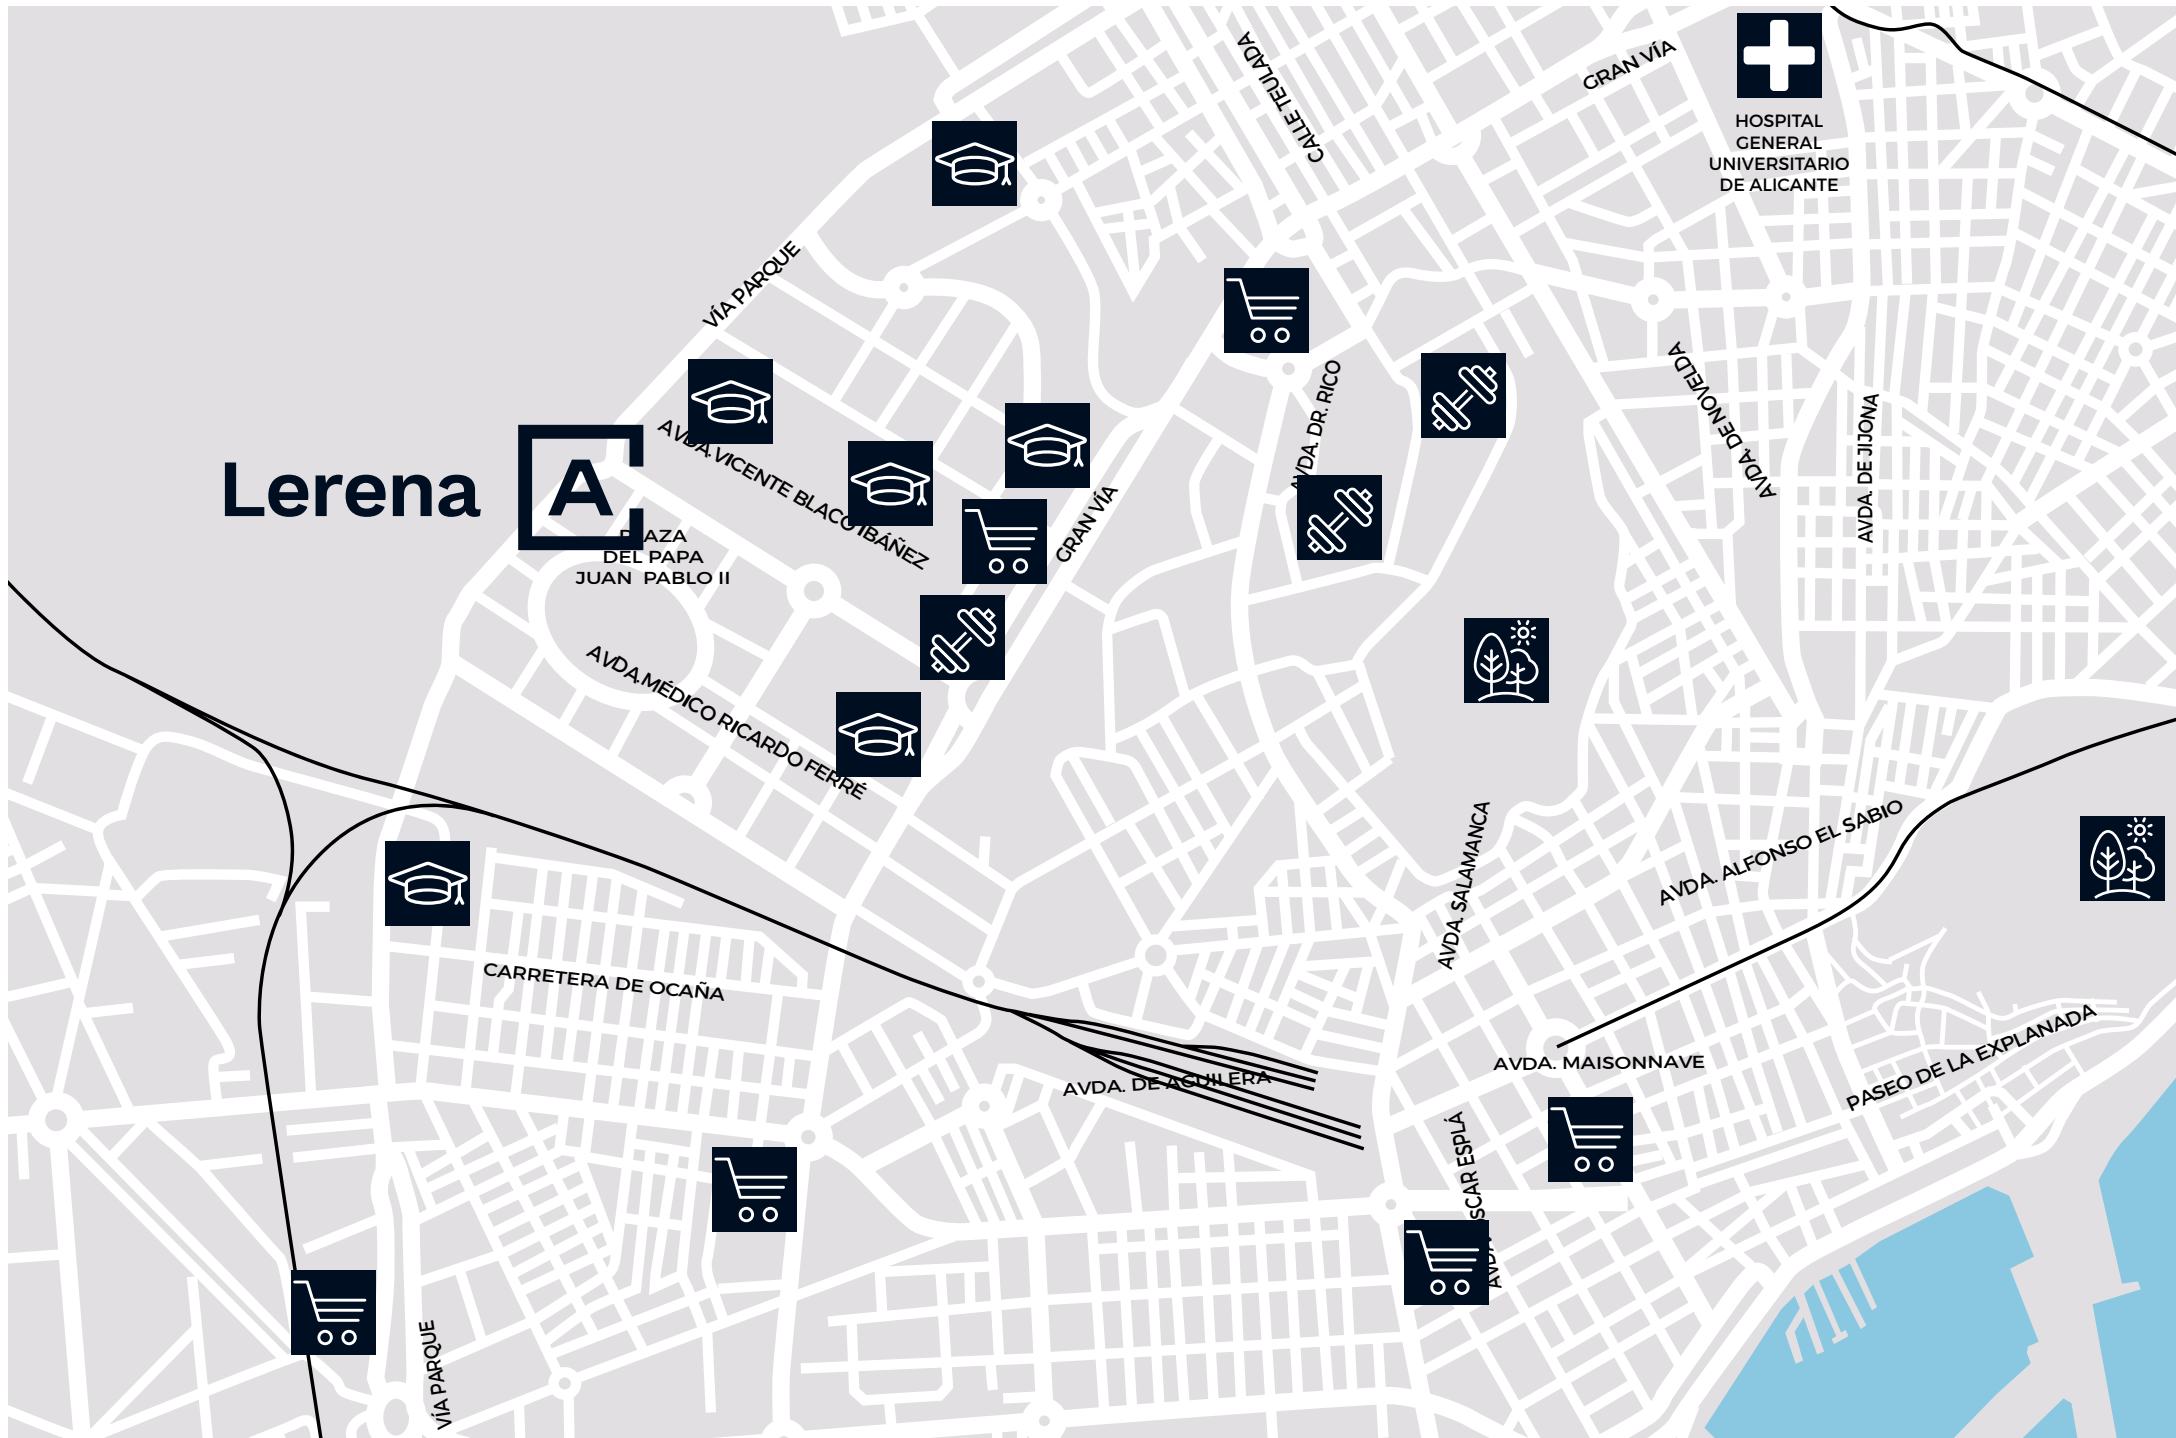 CALLE TEULADA
GRAN VÍA
HOSPITAL
GENERAL
UNIVERSITARIO
DE ALICANTE
VÍA PARQUE
AVDA. DR. RICO
AVDA. DE NOVELDA
AVDA. DE JIJONA
Lerena
A
AVDA. VICENTE BLACO IBÁÑEZ
GRAN VÍA
PLAZA
DEL PAPA
JUAN PABLO II
AVDA. MÉDICO RICARDO FERRÉ
AVDA. SALAMANCA
AVDA. ALFONSO EL SABIO
CARRETERA DE OCAÑA
AVDA. MAISONNAVE
PASEO DE LA EXPLANADA
AVDA. DE AGUILERA
AVDA. ÓSCAR ESPLÁ
VÍA PARQUE